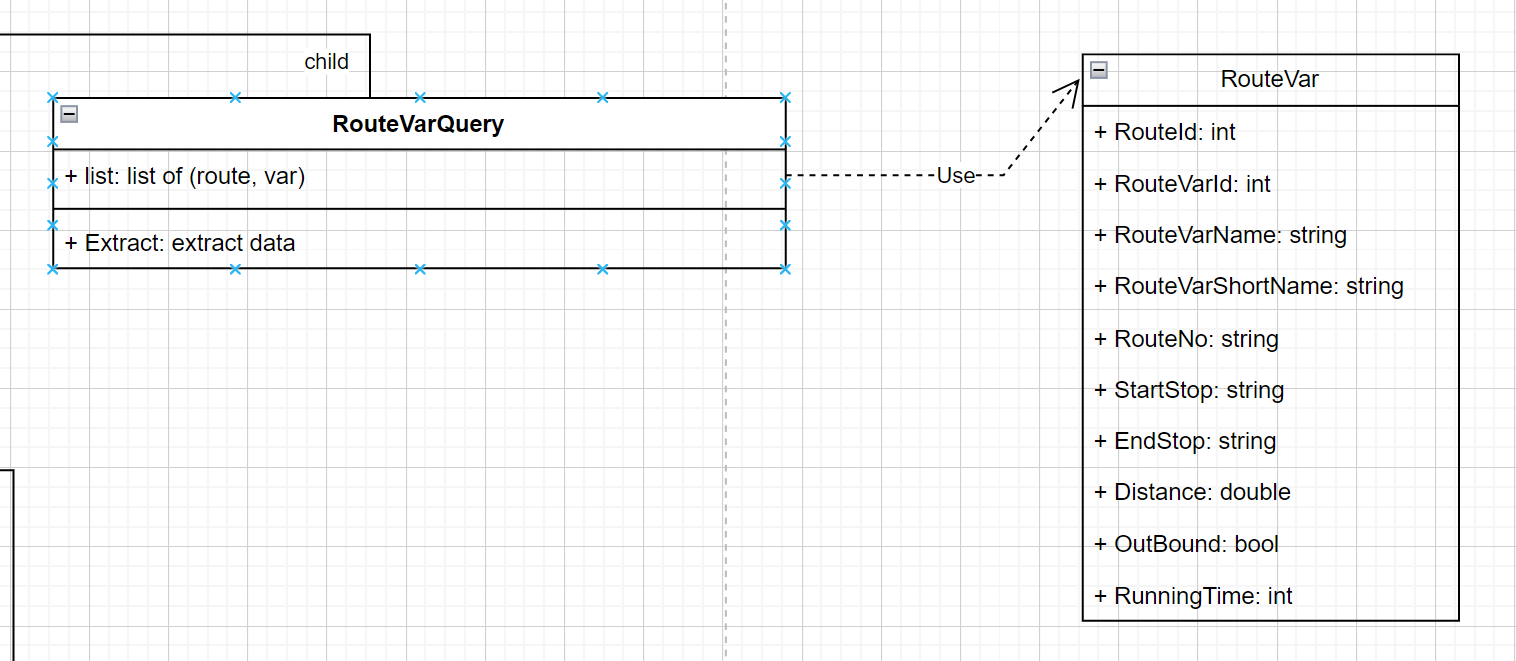 child
RouteVarQuery
+ list: list of (route, var)
+ Extract: extract data
Use
RouteVar
+ RouteId: int
+ RouteVarId: int
+ RouteVarName: string
+ RouteVarShortName: string
+ RouteNo: string
+ StartStop: string
+ EndStop: string
+ Distance: double
+ OutBound: bool
+ RunningTime: int